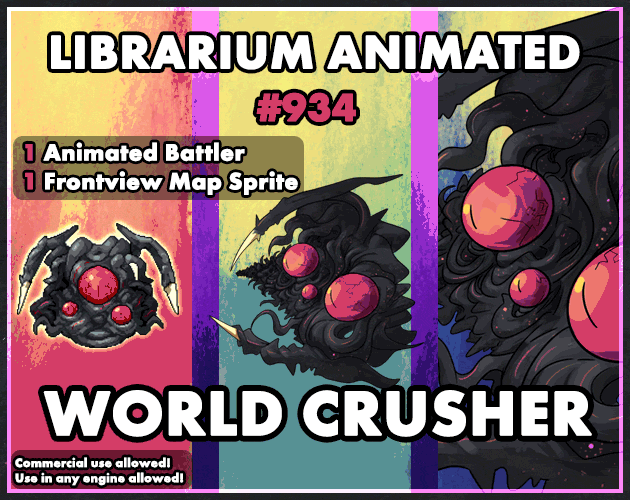 LIBRARIUM ANIMATED
#934
1 Animated Battler
1 Frontview Map Sprite
WORLD CRUSHER
Commercial use allowed!
Use in any engine allowed!